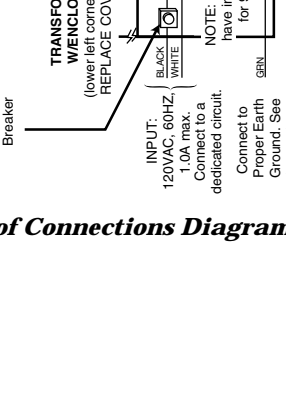 Breaker
TRANSFO
W/ENCLO
(lower left corne
REPLACE COV
BLACK
WHITE
INPUT:
120VAC, 60HZ,
1.0A max.
Connect to a
dedicated circuit.
NOTE:
have in
for
GRN
Connect to
Proper Earth
Ground. See
of Connections Diagram